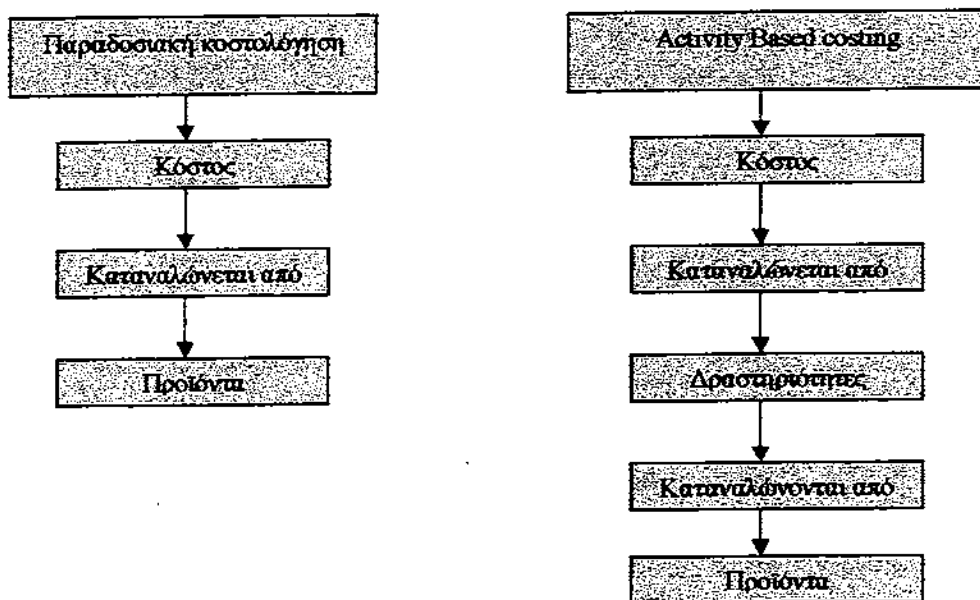 Παραδοσιακή κοστολόγηση
Κόστος
Καταναλώνεται από
Προϊόντα
Activity Based costing
Κόστος
Καταναλώνεται από
Δραστηριότητες
Καταναλώνονται από
Προϊόντα